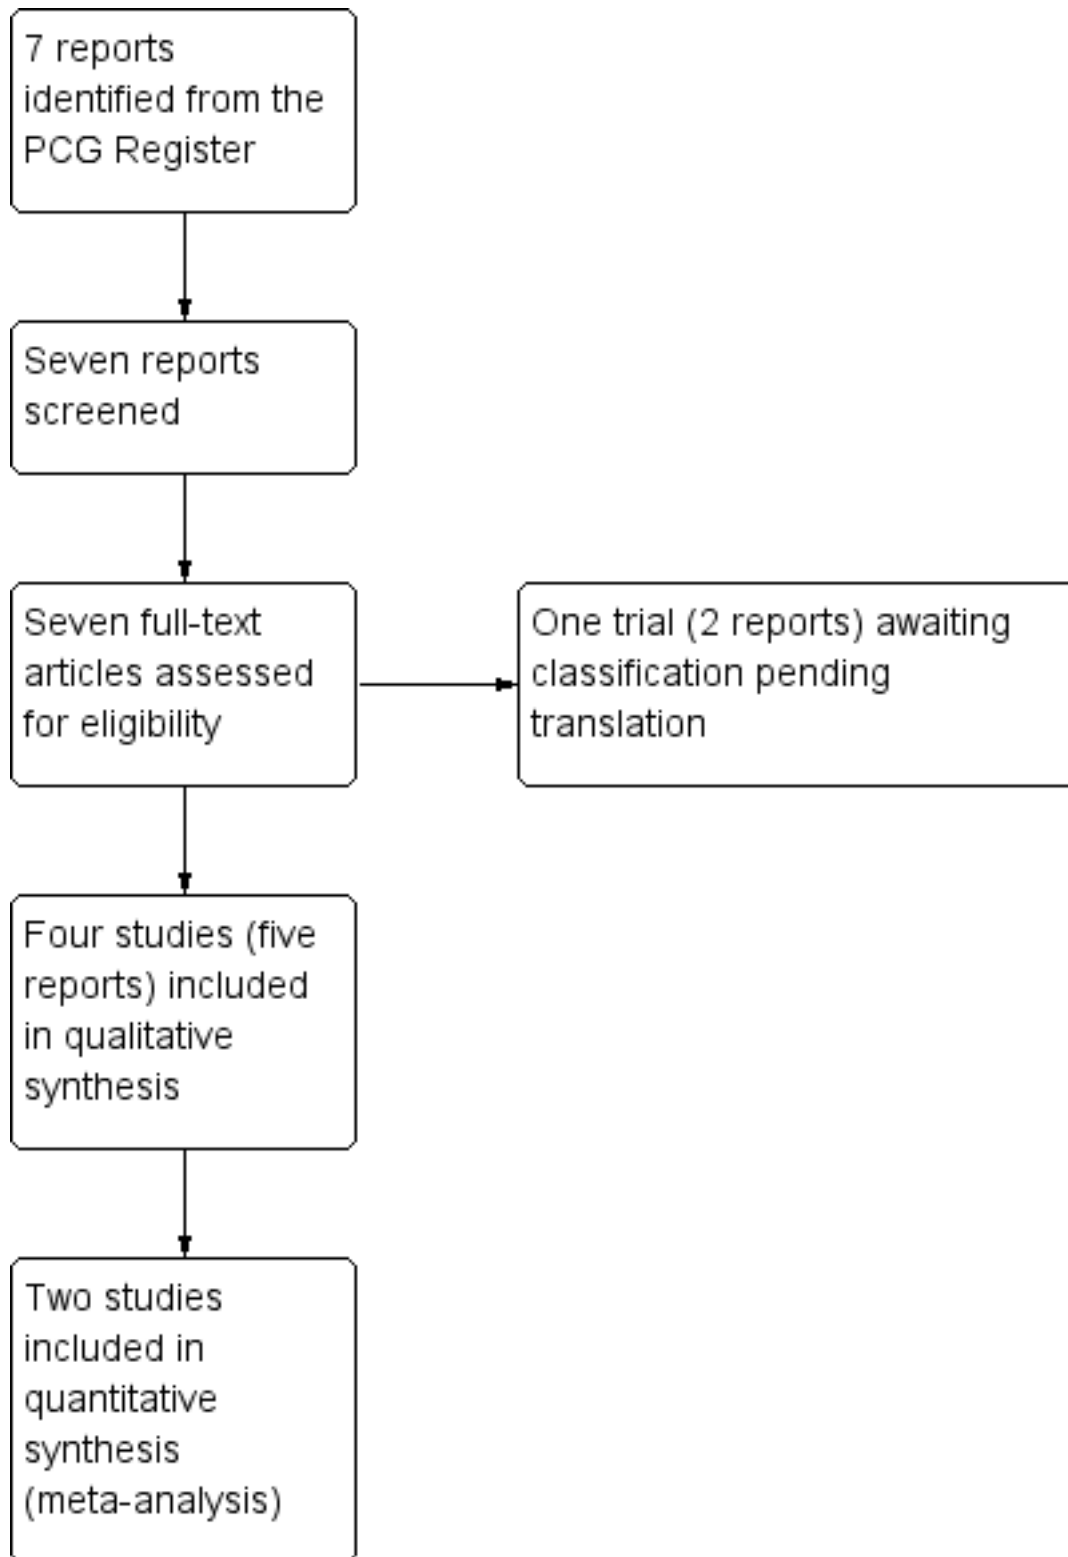 7 reports
identified from the
PCG Register
Seven reports
screened
Seven full-text
articles assessed
for eligibility
One trial (2 reports) awaiting
classification pending
translation
Four studies (five
reports) included
in qualitative
synthesis
Two studies
included in
quantitative
synthesis
(meta-analysis)